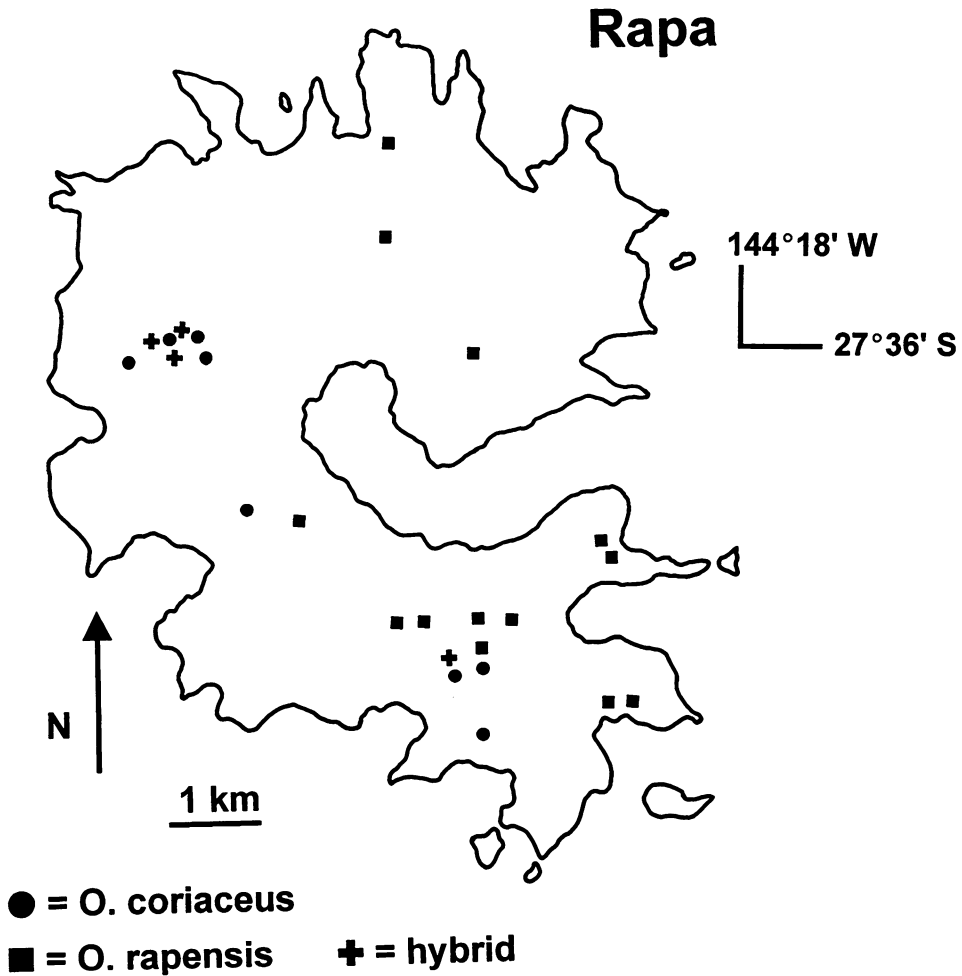 Rapa
144°18' W
27°36' S
N
1 km
= O. coriaceus
= O. rapensis
= hybrid